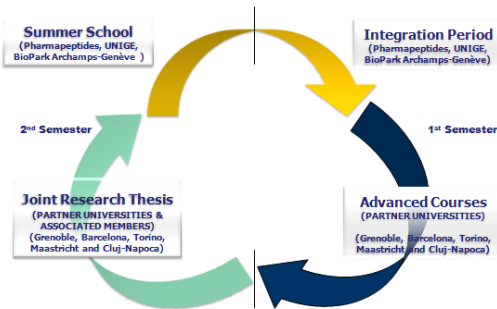 Summer School
(Pharmapeptides, UNIGE,
BioPark Archamps-Genève )
Integration Period
(Pharmapeptides, UNIGE,
BioPark Archamps-Genève)
2nd Semester
1st Semester
Joint Research Thesis
(PARTNER UNIVERSITIES &
ASSOCIATED MEMBERS)
(Grenoble, Barcelona, Torino,
Maastricht and Cluj-Napoca)
Advanced Courses
(PARTNER UNIVERSITIES)
(Grenoble, Barcelona, Torino,
Maastricht and Cluj-Napoca)